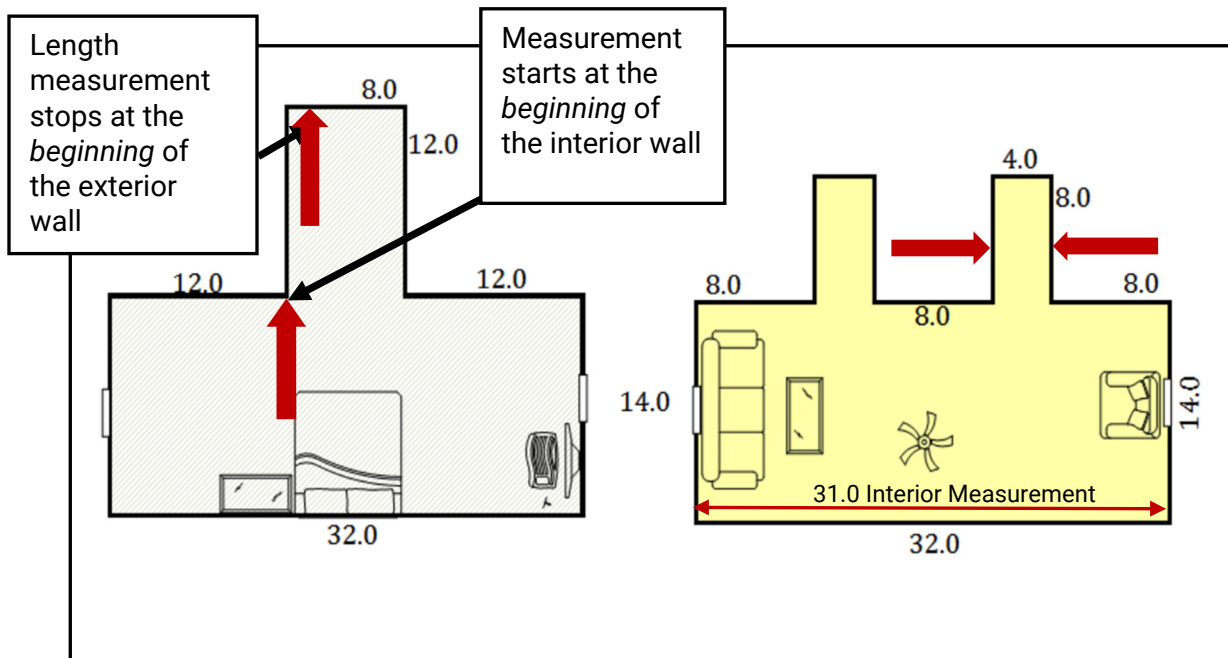 Length
measurement
stops at the
beginning of
the exterior
wall
Measurement
starts at the
beginning of
the interior wall
8.0
12.0
12.0
12.0
32.0
4.0
8.0
8.0
8.0
8.0
14.0
14.0
31.0 Interior Measurement
32.0